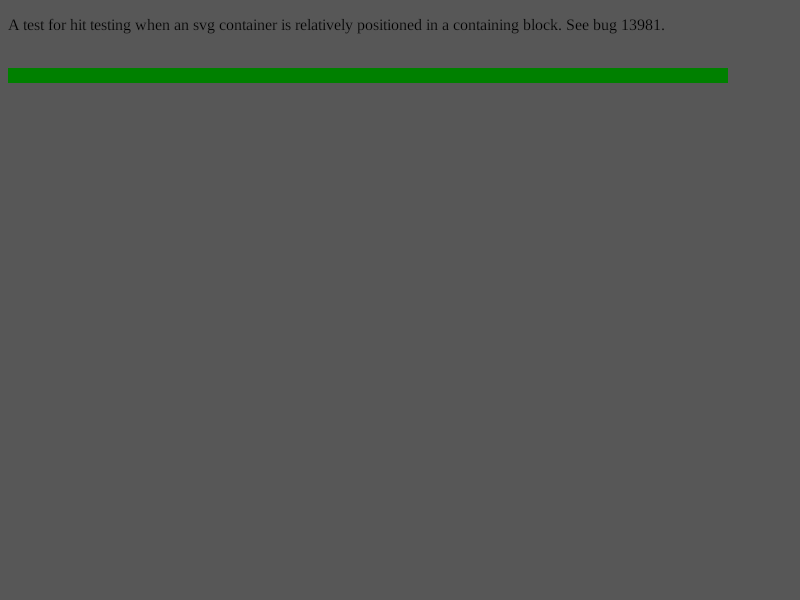 A test for hit testing when an svg container is relatively positioned in a containing block. See bug 13981.